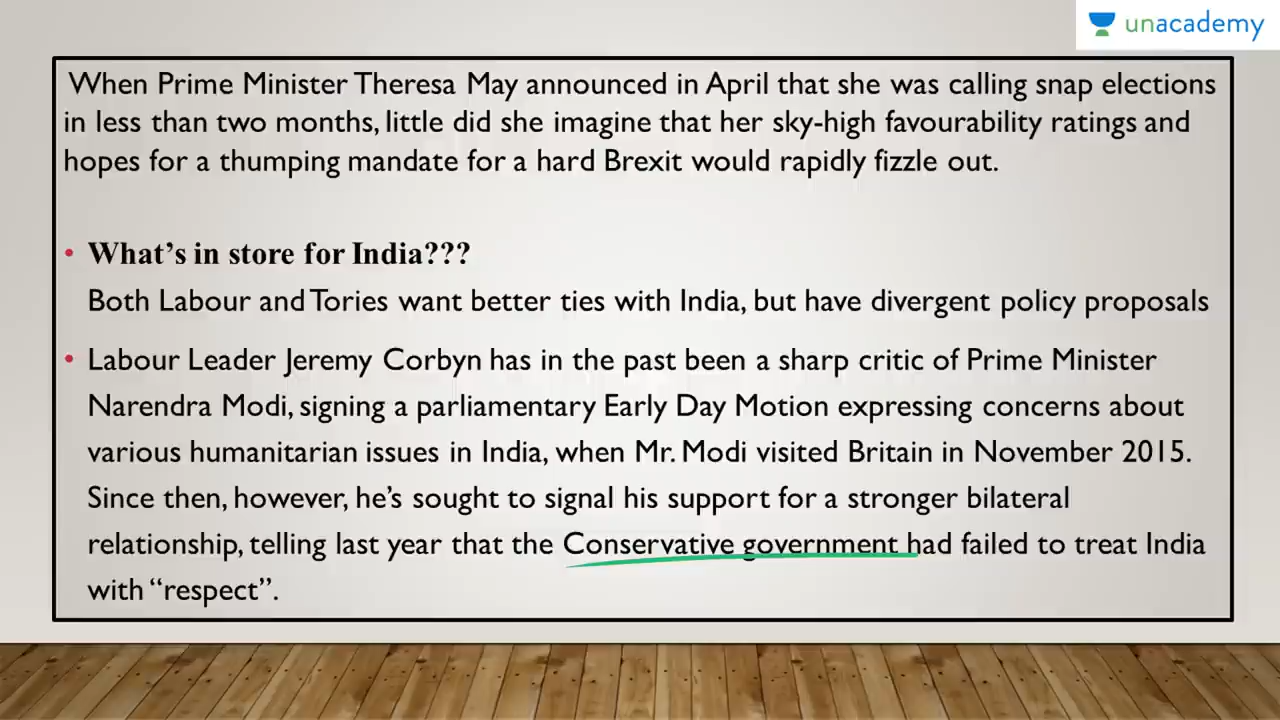 unacademy
When Prime Minister Theresa May announced in April that she was calling snap elections
in less than two months, little did she imagine that her sky-high favourability ratings and
hopes for a thumping mandate for a hard Brexit would rapidly fizzle out.
• What's in store for India???
Both Labour and Tories want better ties with India, but have divergent policy proposals
• Labour Leader Jeremy Corbyn has in the past been a sharp critic of Prime Minister
Narendra Modi, signing a parliamentary Early Day Motion expressing concerns about
various humanitarian issues in India, when Mr. Modi visited Britain in November 2015.
Since then, however, he's sought to signal his support for a stronger bilateral
relationship, telling last year that the Conservative government had failed to treat India
with “respect”.